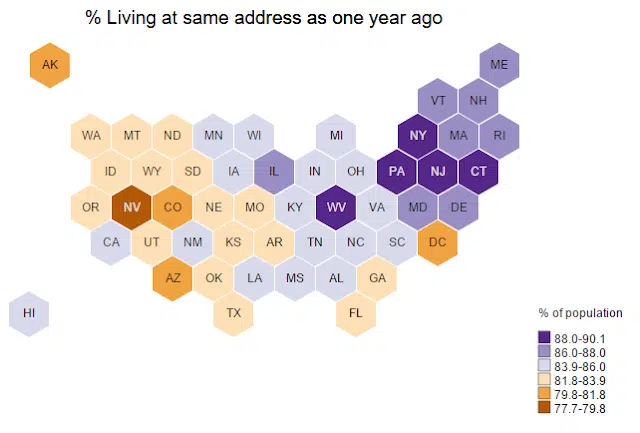 % Living at same address as one year ago
AK
ME
VT NH
WA MT ND MN WI MI NY MA RI
ID WY SD IA IL IN OH PA NJ CT
OR NV CO NE MO KY WV VA MD DE
CA UT NM KS AR TN NC SC DC
AZ OK LA MS AL GA
HI TX FL
% of population
88.0-90.1
86.0-88.0
83.9-86.0
81.8-83.9
79.8-81.8
77.7-79.8